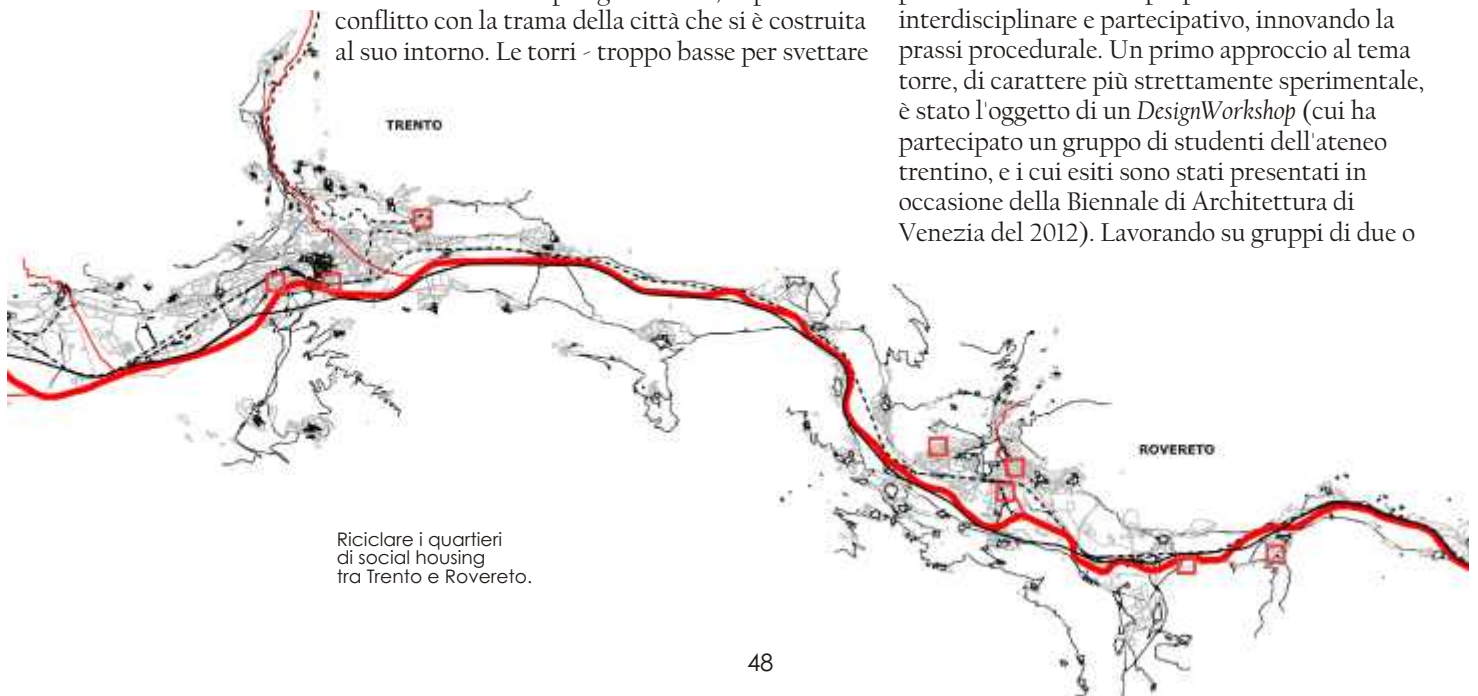 conflitto con la trama della città che si è costruita
al suo intorno. Le torri - troppo basse per svettare
interdisciplinare e partecipativo, innovando la
prassi procedurale. Un primo approccio al tema
torre, di carattere più strettamente sperimentale,
è stato l'oggetto di un DesignWorkshop (cui ha
partecipato un gruppo di studenti dell'ateneo
trentino, e i cui esiti sono stati presentati in
occasione della Biennale di Architettura di
Venezia del 2012). Lavorando su gruppi di due o
TRENTO
ROVERETO
Riciclare i quartieri
di social housing
tra Trento e Rovereto.
48